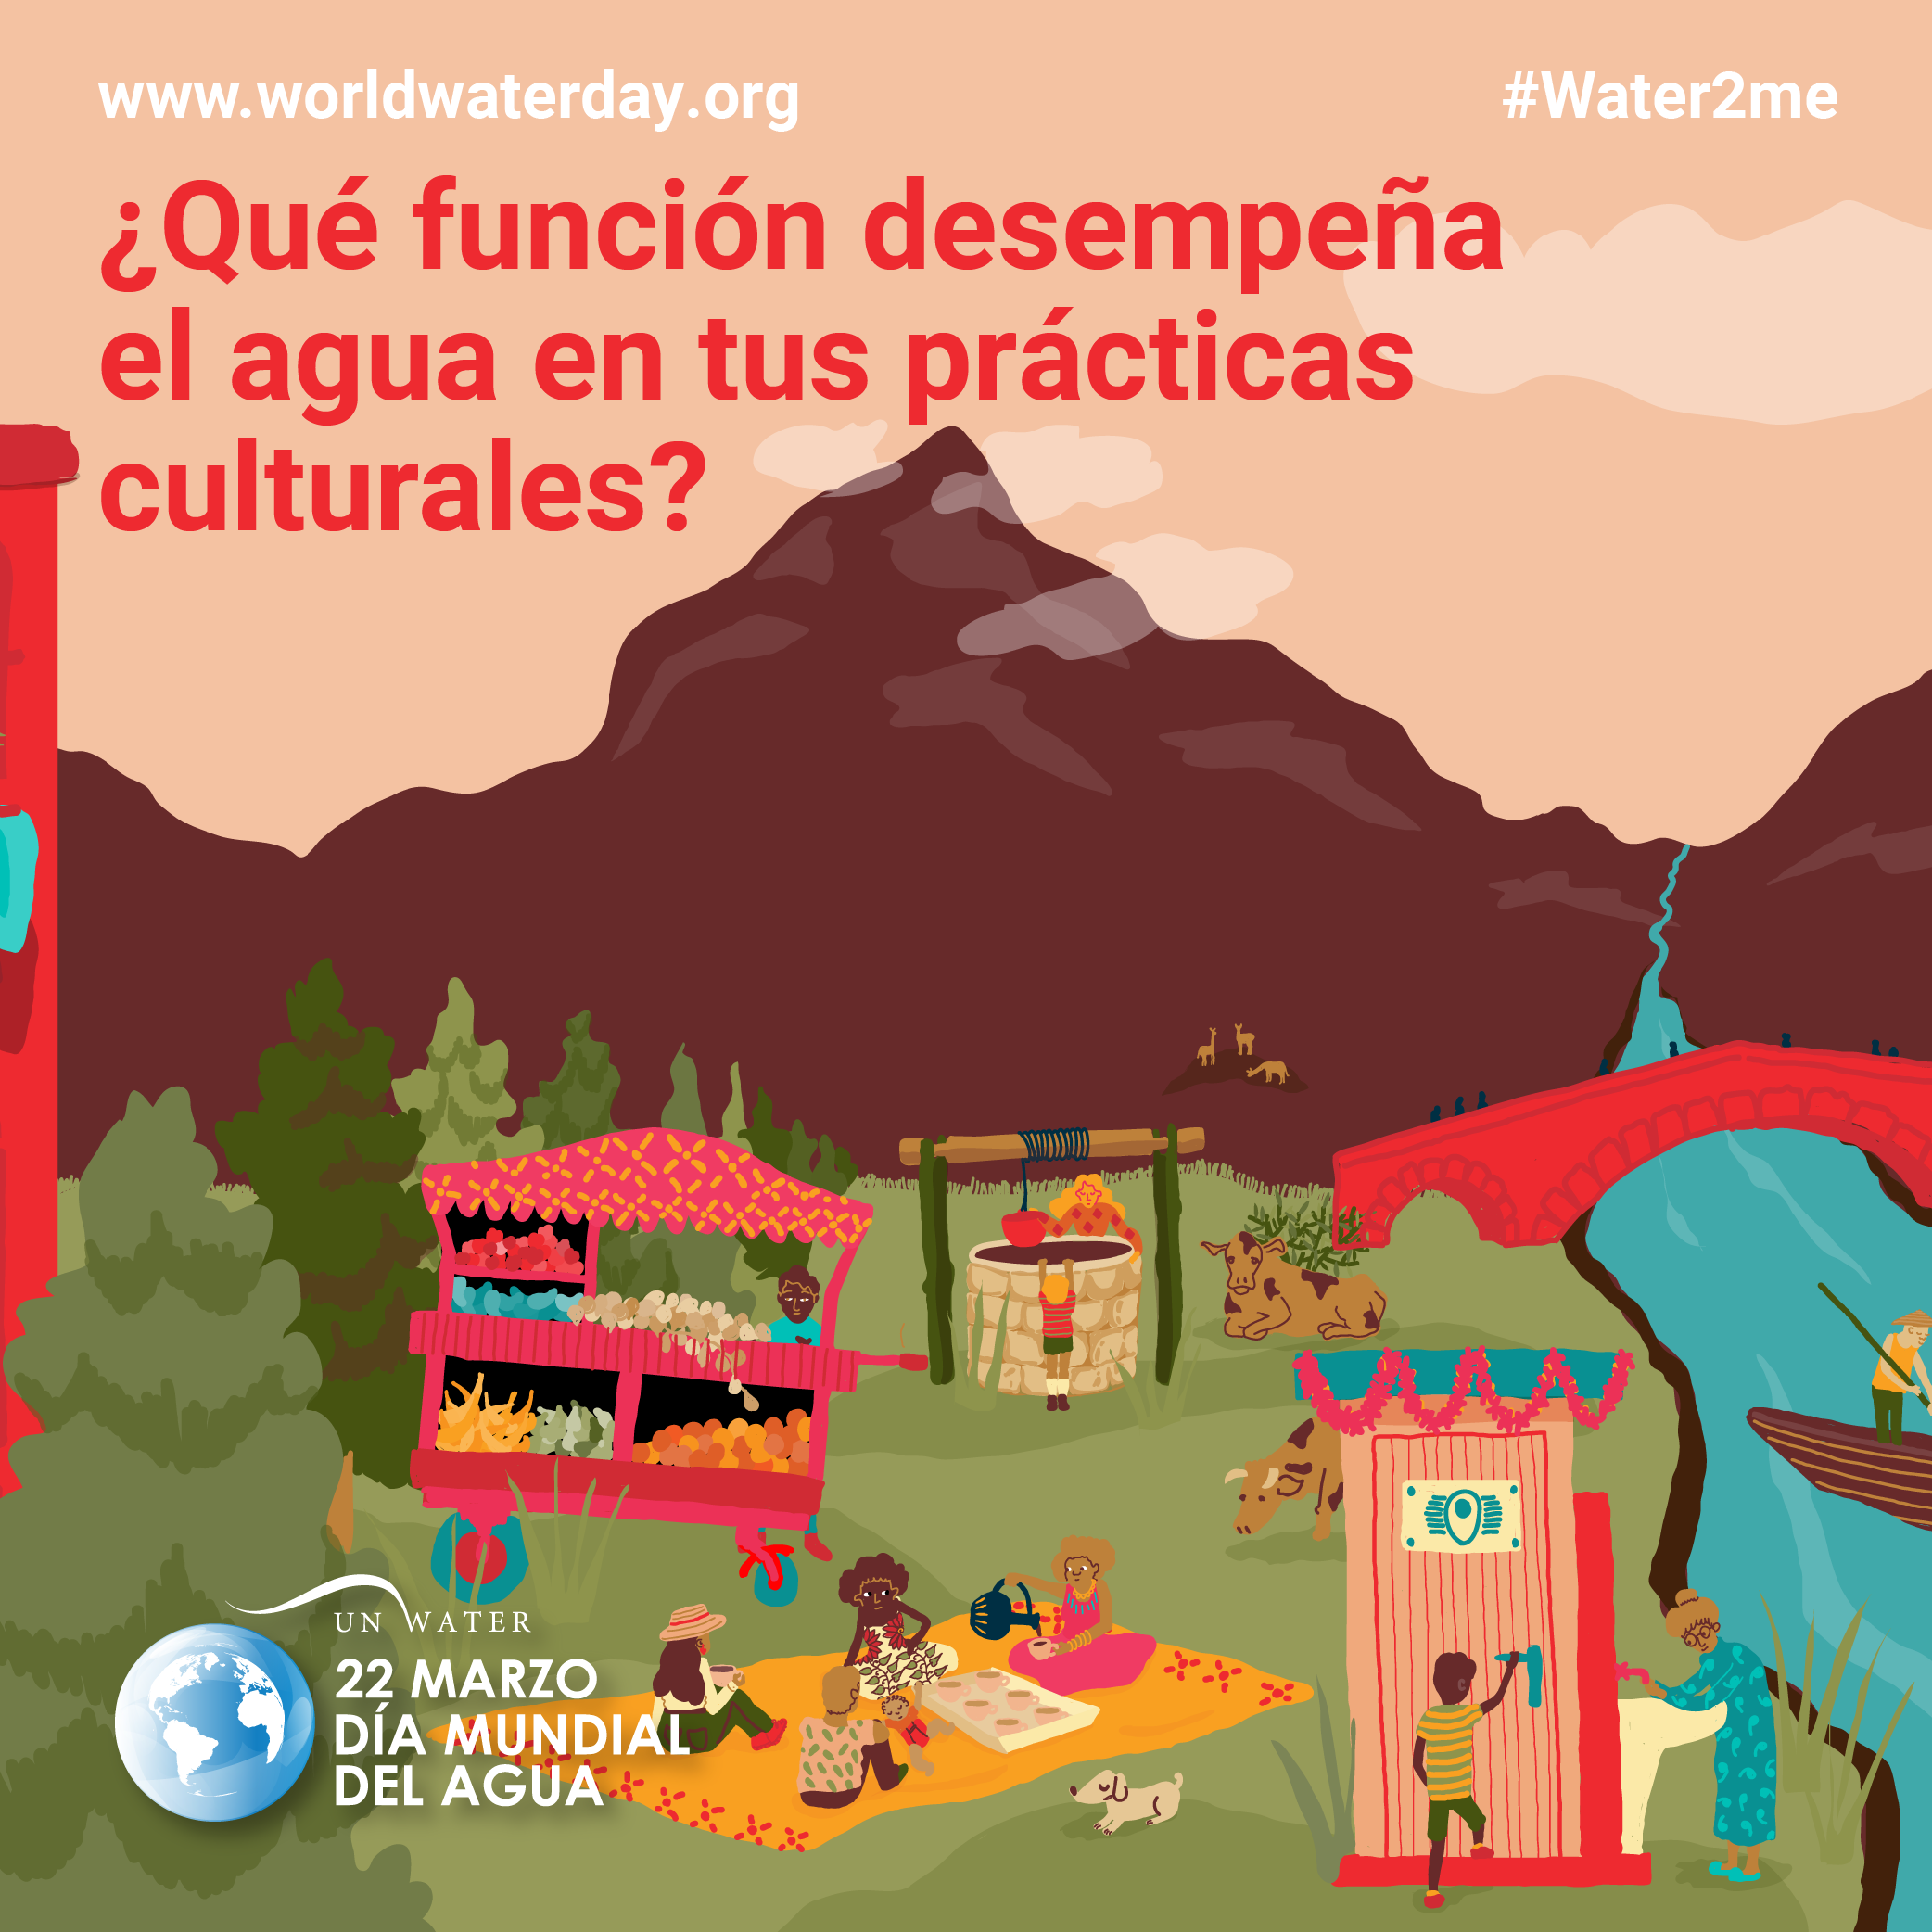 www.worldwaterday.org
#Water2me
¿Qué función desempeña
el agua en tus prácticas
culturales?
UN WATER
22 MARZO
DÍA MUNDIAL
DEL AGUA